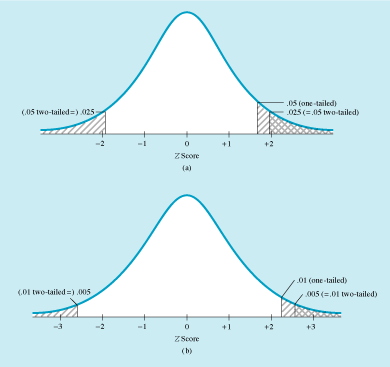 .05 (one-tailed)
(.05 two-tailed=) .025
.025 (=.05 two-tailed)
−2 −1 0 +1 +2
Z Score
(a)
.01 (one-tailed)
(.01 two-tailed=) .005
.005 (=.01 two-tailed)
−3 −2 −1 0 +1 +2 +3
Z Score
(b)